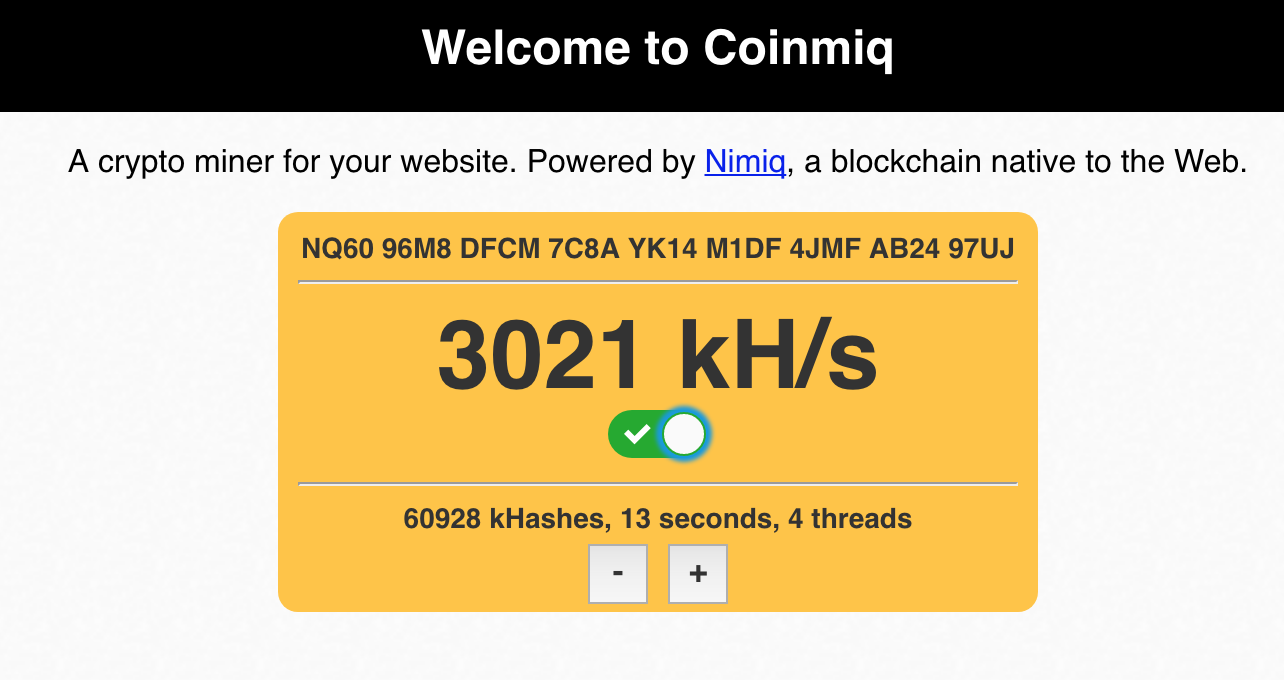 Welcome to Coinmiq
A crypto miner for your website. Powered by Nimiq, a blockchain native to the Web.
NQ60 96M8 DFCM 7C8A YK14 M1DF 4JMF AB24 97UJ
3021 kH/s
60928 kHashes, 13 seconds, 4 threads
- +